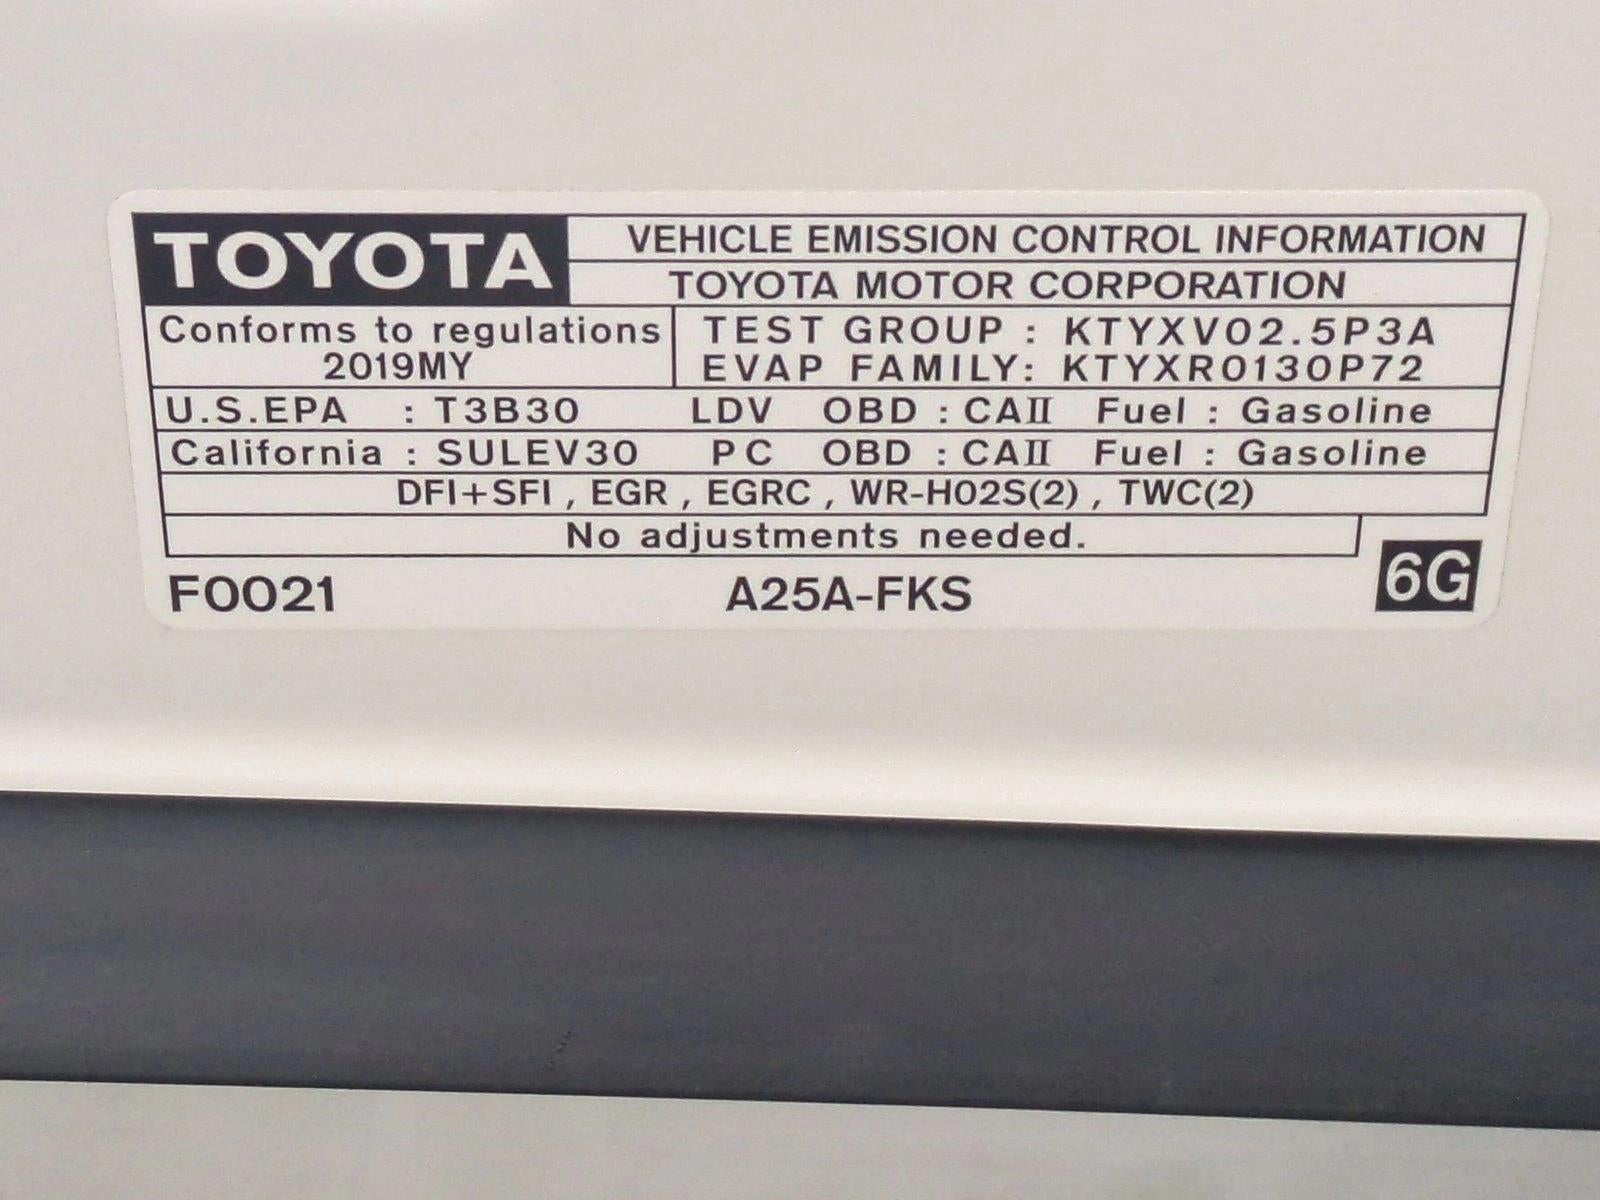 TOYOTA
VEHICLE EMISSION CONTROL INFORMATION
TOYOTA MOTOR CORPORATION
Conforms to regulations
2019MY
TEST GROUP : KTYXV02.5P3A
EVAP FAMILY: KTYXR0130P72
U.S.EPA : T3B30 LDV OBD : CAII Fuel : Gasoline
California : SULEV30 PC OBD : CAII Fuel : Gasoline
DFI+SFI , EGR , EGRC , WR-HO2S(2) , TWC(2)
No adjustments needed.
F0021 A25A-FKS 6G